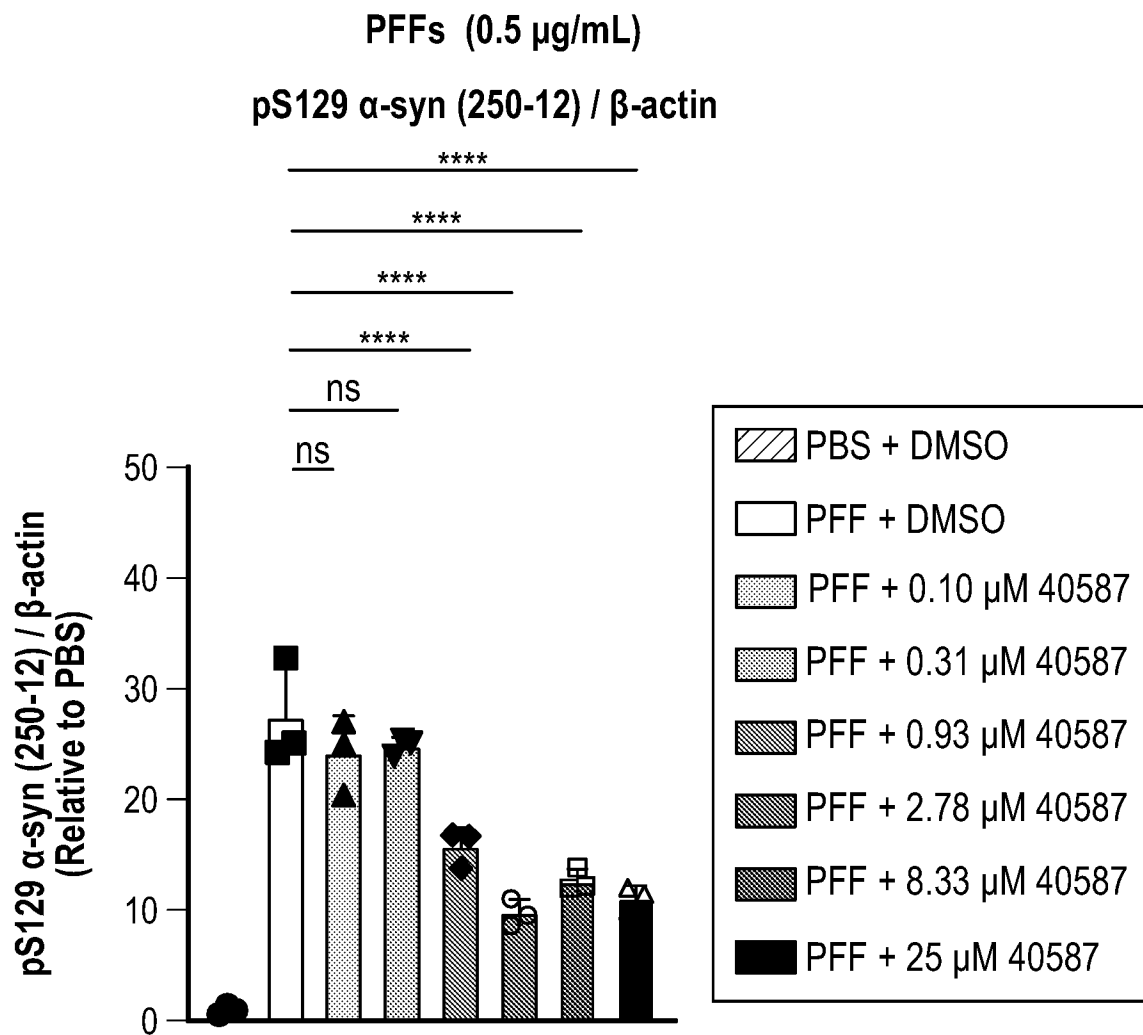 PFFs (0.5 µg/mL)
pS129 α-syn (250-12) / β-actin
****
****
****
****
ns
ns
pS129 α-syn (250-12) / β-actin
(Relative to PBS)
50
40
30
20
10
0
PBS + DMSO
PFF + DMSO
PFF + 0.10 µM 40587
PFF + 0.31 µM 40587
PFF + 0.93 µM 40587
PFF + 2.78 µM 40587
PFF + 8.33 µM 40587
PFF + 25 µM 40587